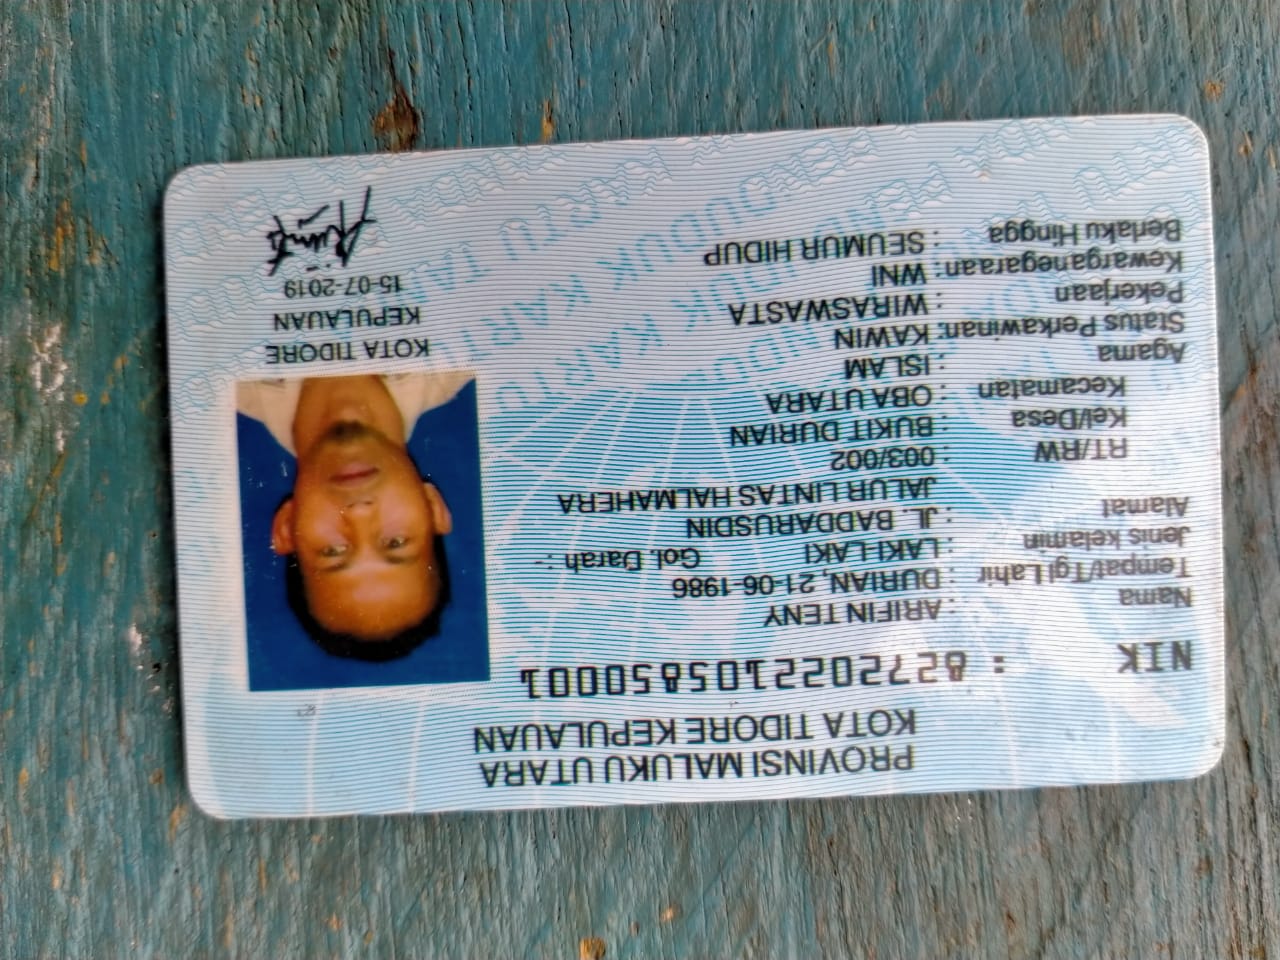 PROVINSI MALUKU UTARA
KOTA TIDORE KEPULAUAN
NIK : 8272022105850001
Nama : ARIFIN TENY
Tempat/Tgl Lahir : DURIAN, 21-06-1986
Jenis kelamin : LAKI-LAKI Gol. Darah : -
Alamat : JL. BADDARUSDIN
JALUR LINTAS HALMAHERA
RT/RW : 003/002
Kel/Desa : BUKIT DURIAN
Kecamatan : OBA UTARA
Agama : ISLAM
Status Perkawinan: KAWIN
Pekerjaan : WIRASWASTA
Kewarganegaraan: WNI
Berlaku Hingga : SEUMUR HIDUP
KOTA TIDORE
KEPULAUAN
15-07-2019